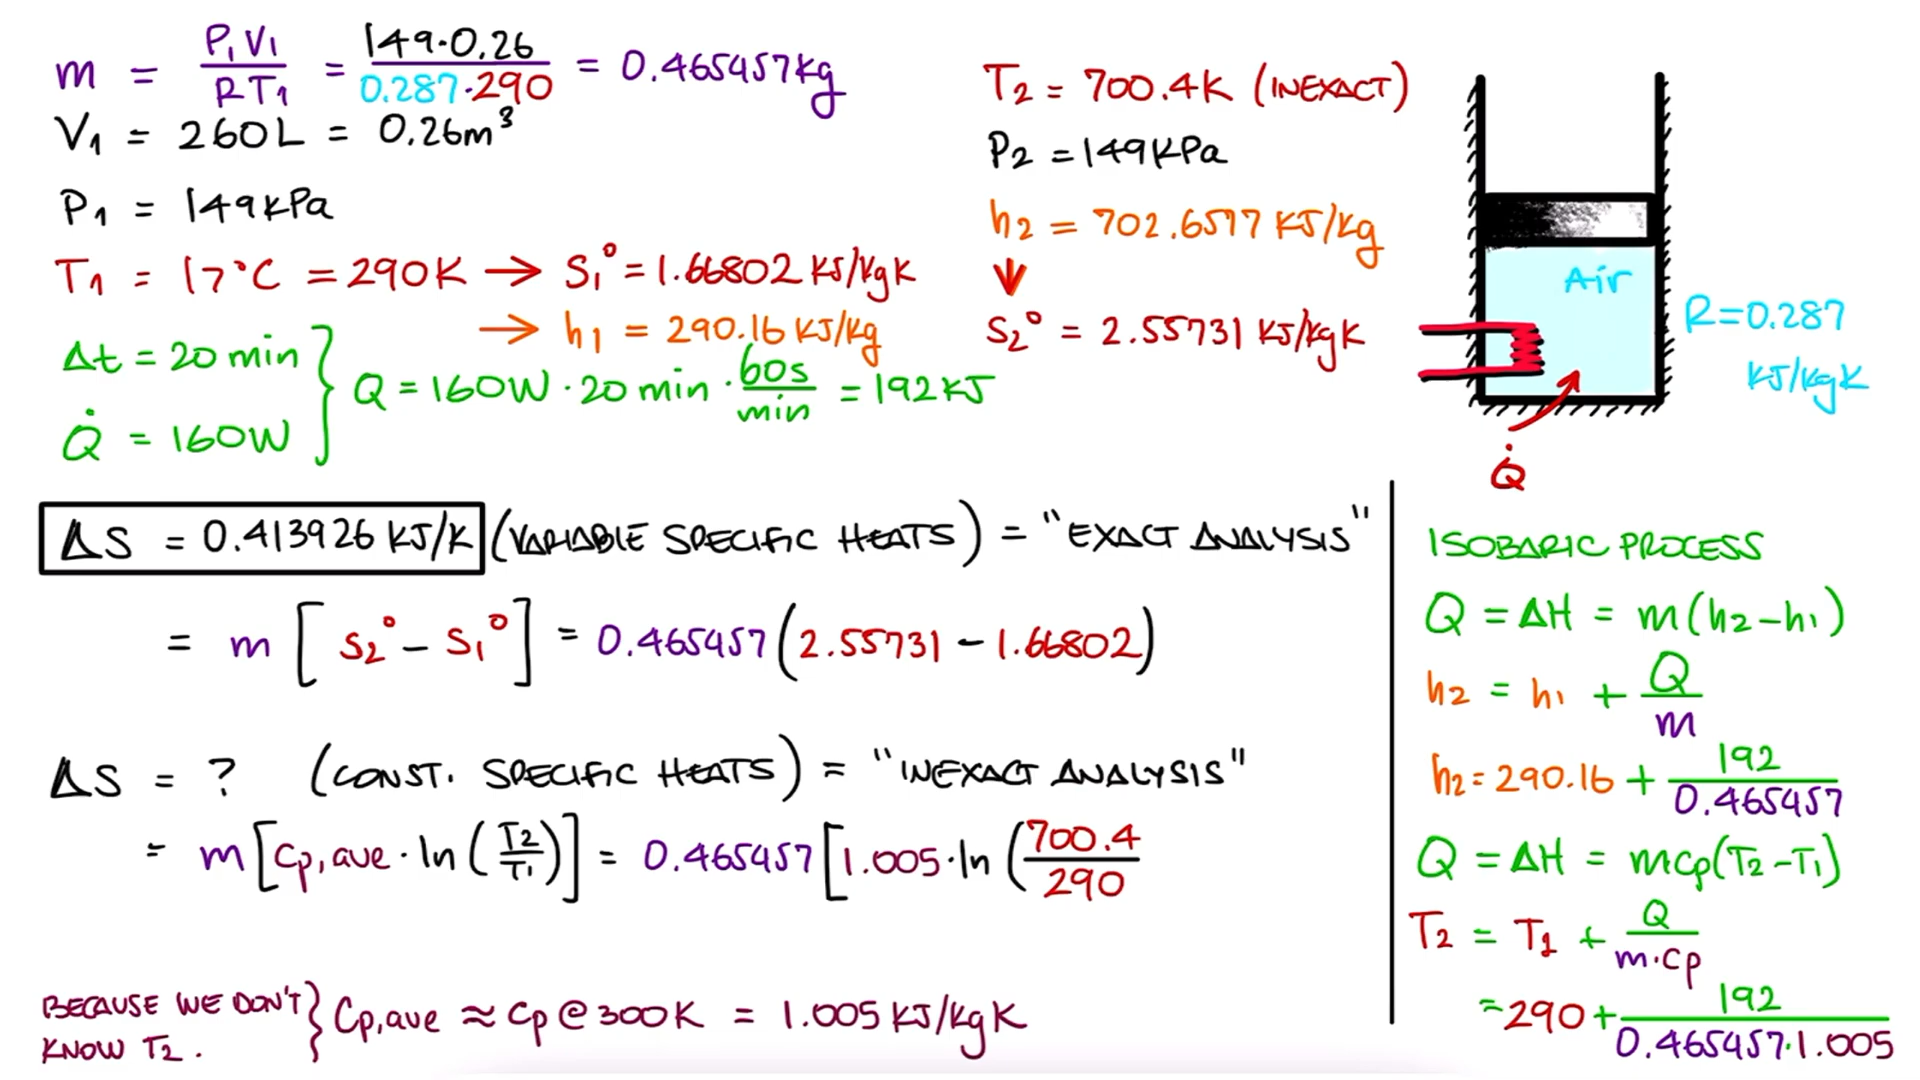 m = P₁V₁ / RT₁ = 149·0.26 / 0.287·290 = 0.465457kg
V₁ = 260L = 0.26m³
P₁ = 149kPa
T₁ = 17°C = 290K → S₁° = 1.66802 KJ/KgK
→ h₁ = 290.16 KJ/kg
Δt = 20 min
Q̇ = 160W
} Q = 160W · 20 min · 60s / min = 192KJ
T₂ = 700.4K (INEXACT)
P₂ = 149KPa
h₂ = 702.6577 KJ/kg
↓
S₂° = 2.55731 KJ/kgK
Air
R=0.287
KJ/kgK
Q̇
ΔS = 0.413926 KJ/K (VARIABLE SPECIFIC HEATS) = "EXACT ANALYSIS"
= m [ S₂° - S₁° ] = 0.465457 (2.55731 - 1.66802)
ΔS = ? (CONST. SPECIFIC HEATS) = "INEXACT ANALYSIS"
= m [Cp,ave · ln (T₂/T₁)] = 0.465457 [1.005·ln (700.4 / 290
BECAUSE WE DON'T
KNOW T₂.
} Cp,ave ≈ Cp @ 300K = 1.005 KJ/kgK
ISOBARIC PROCESS
Q = ΔH = m(h₂-h₁)
h₂ = h₁ + Q / m
h₂ = 290.16 + 192 / 0.465457
Q = ΔH = mcp(T₂-T₁)
T₂ = T₁ + Q / m·Cp
= 290 + 192 / 0.465457·1.005